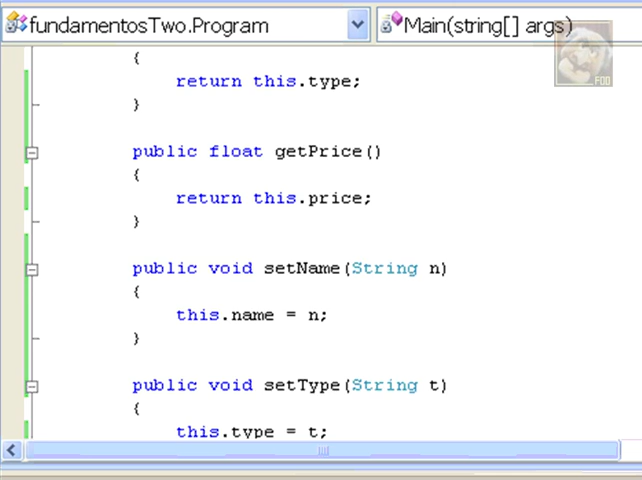 fundamentosTwo.Program
Main(string[] args)
{
return this.type;
}
public float getPrice()
{
return this.price;
}
public void setName(String n)
{
this.name = n;
}
public void setType(String t)
{
this.type = t;
FOO